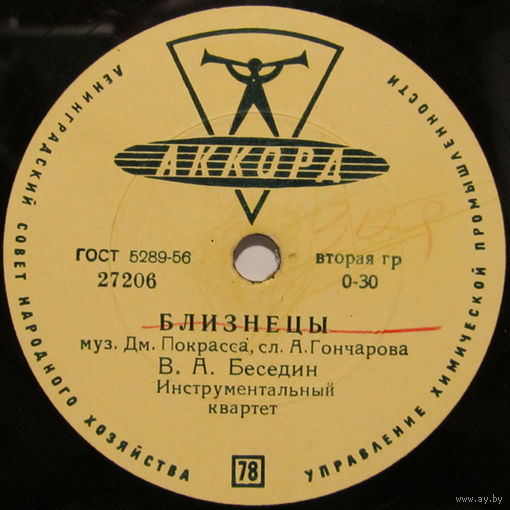 ЛЕНИНГРАДСКИЙ СОВЕТ НАРОДНОГО ХОЗЯЙСТВА
УПРАВЛЕНИЕ ХИМИЧЕСКОЙ ПРОМЫШЛЕННОСТИ
АККОРД
ГОСТ 5289-56 вторая гр
27206 0-30
БЛИЗНЕЦЫ
муз. Дм. Покрасса, сл. А. Гончарова
В. А. Беседин
Инструментальный
квартет
78
www.ay.by